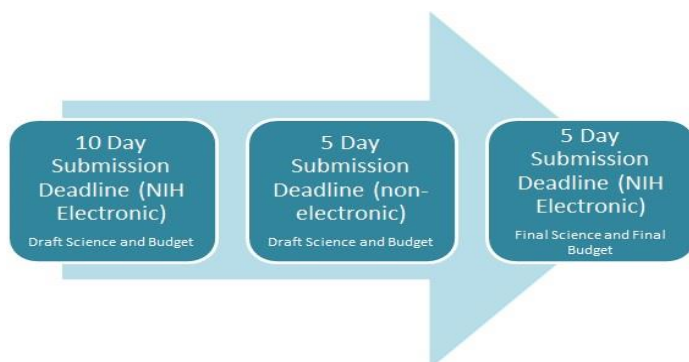 10 Day
Submission
Deadline (NIH
Electronic)
Draft Science and Budget
5 Day
Submission
Deadline (non-
electronic)
Draft Science and Budget
5 Day
Submission
Deadline (NIH
Electronic)
Final Science and Final
Budget